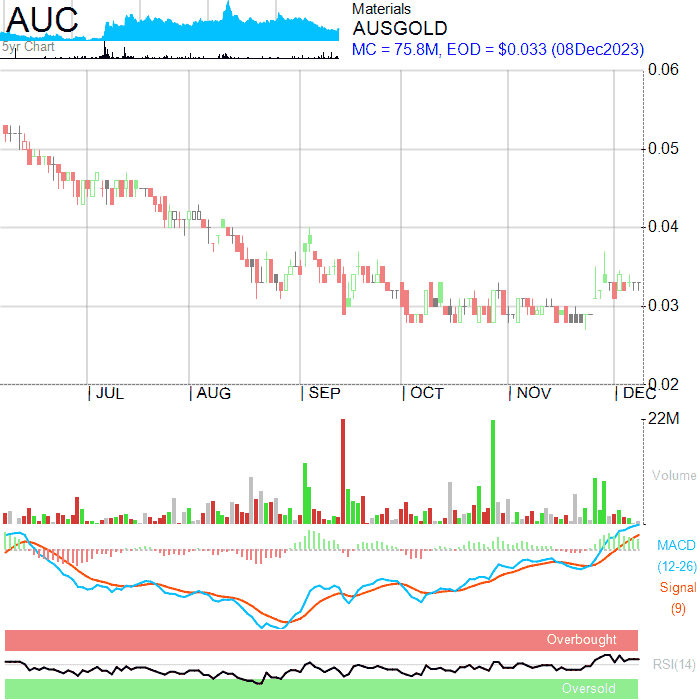 AUC
5yr Chart
Materials
AUSGOLD
MC = 75.8M, EOD = $0.033 (08Dec2023)
0.06
0.05
0.04
0.03
0.02
JUL AUG SEP OCT NOV DEC
22M
Volume
MACD
(12-26)
Signal
(9)
Overbought
RSI(14)
Oversold